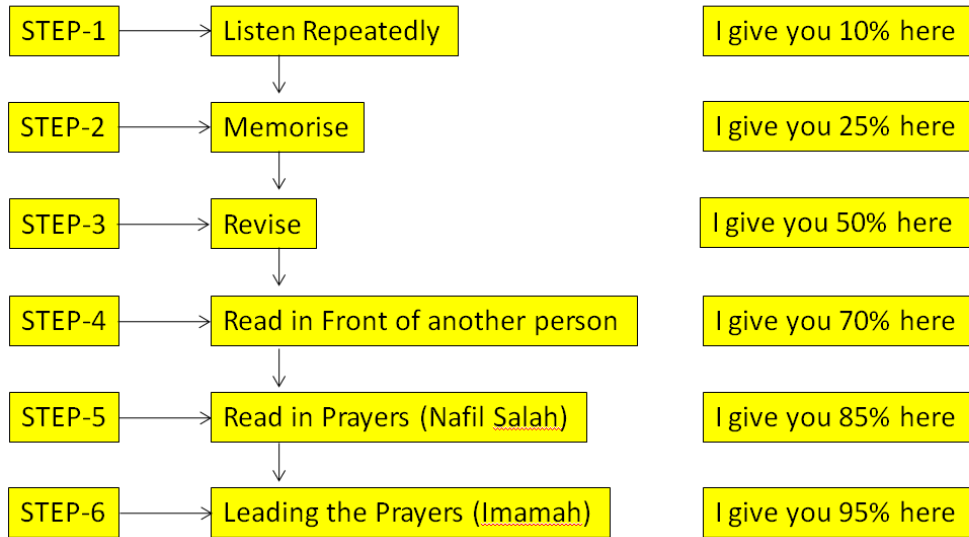 STEP-1 Listen Repeatedly I give you 10% here
STEP-2 Memorise I give you 25% here
STEP-3 Revise I give you 50% here
STEP-4 Read in Front of another person I give you 70% here
STEP-5 Read in Prayers (Nafil Salah) I give you 85% here
STEP-6 Leading the Prayers (Imamah) I give you 95% here